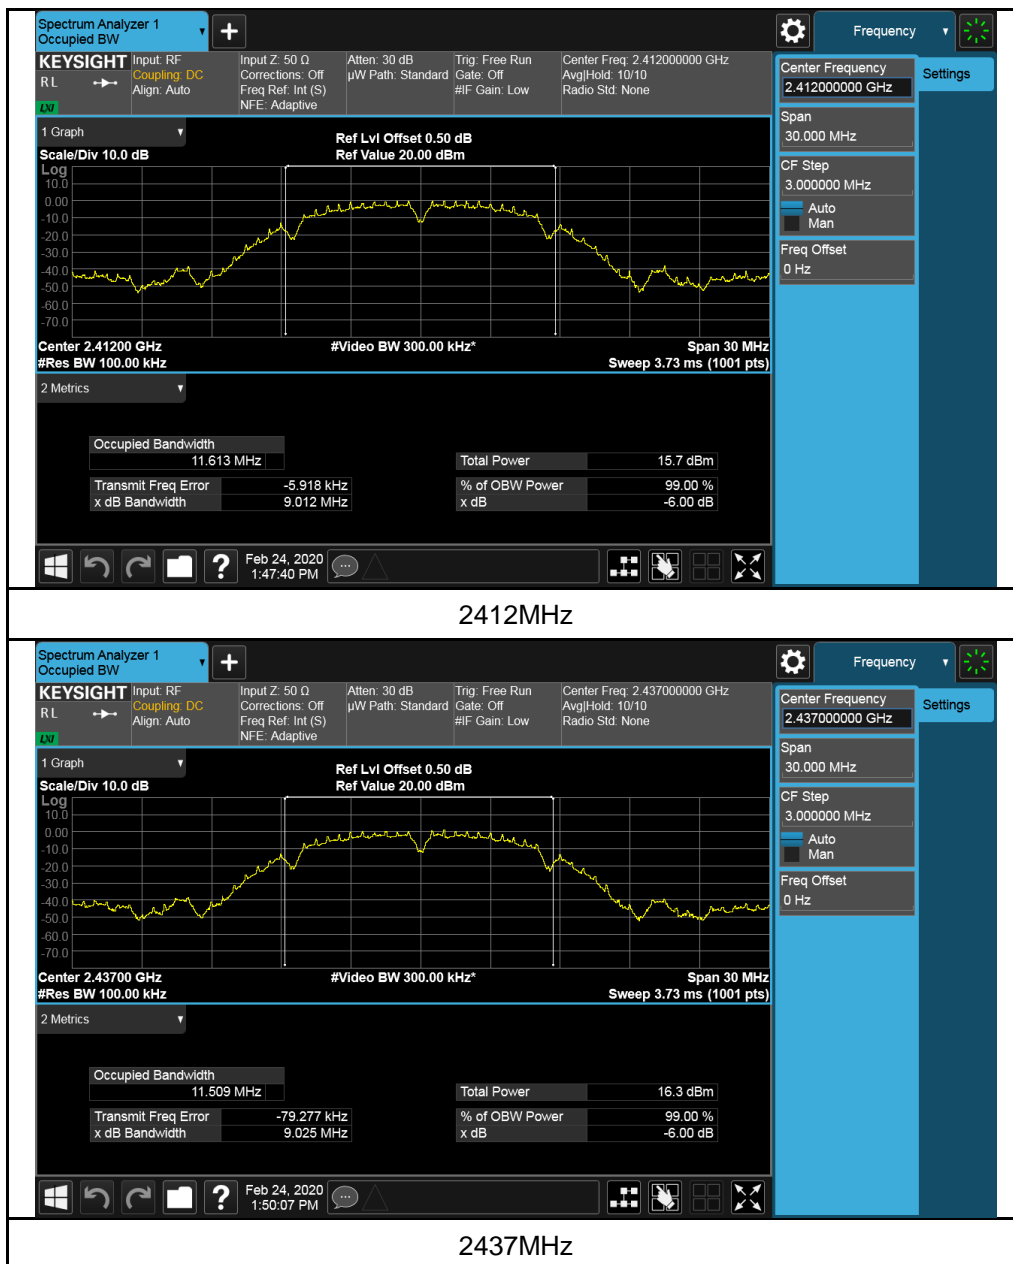 Spectrum Analyzer 1
Occupied BW
Frequency
KEYSIGHT
RL
LXI
Input: RF
Coupling: DC
Align: Auto
Input Z: 50 Ω
Corrections: Off
Freq Ref: Int (S)
NFE: Adaptive
Atten: 30 dB
µW Path: Standard
Trig: Free Run
Gate: Off
#IF Gain: Low
Center Freq: 2.412000000 GHz
Avg|Hold: 10/10
Radio Std: None
Center Frequency
2.412000000 GHz
Settings
Span
30.000 MHz
CF Step
3.000000 MHz
Auto
Man
Freq Offset
0 Hz
1 Graph
Scale/Div 10.0 dB
Ref Lvl Offset 0.50 dB
Ref Value 20.00 dBm
Log
10.0
0.00
-10.0
-20.0
-30.0
-40.0
-50.0
-60.0
-70.0
Center 2.41200 GHz
#Res BW 100.00 kHz
#Video BW 300.00 kHz*
Span 30 MHz
Sweep 3.73 ms (1001 pts)
2 Metrics
Occupied Bandwidth
11.613 MHz
Total Power 15.7 dBm
Transmit Freq Error -5.918 kHz
% of OBW Power 99.00 %
x dB Bandwidth 9.012 MHz
x dB -6.00 dB
?
Feb 24, 2020
1:47:40 PM
2412MHz
Spectrum Analyzer 1
Occupied BW
Frequency
KEYSIGHT
RL
LXI
Input: RF
Coupling: DC
Align: Auto
Input Z: 50 Ω
Corrections: Off
Freq Ref: Int (S)
NFE: Adaptive
Atten: 30 dB
µW Path: Standard
Trig: Free Run
Gate: Off
#IF Gain: Low
Center Freq: 2.437000000 GHz
Avg|Hold: 10/10
Radio Std: None
Center Frequency
2.437000000 GHz
Settings
Span
30.000 MHz
CF Step
3.000000 MHz
Auto
Man
Freq Offset
0 Hz
1 Graph
Scale/Div 10.0 dB
Ref Lvl Offset 0.50 dB
Ref Value 20.00 dBm
Log
10.0
0.00
-10.0
-20.0
-30.0
-40.0
-50.0
-60.0
-70.0
Center 2.43700 GHz
#Res BW 100.00 kHz
#Video BW 300.00 kHz*
Span 30 MHz
Sweep 3.73 ms (1001 pts)
2 Metrics
Occupied Bandwidth
11.509 MHz
Total Power 16.3 dBm
Transmit Freq Error -79.277 kHz
% of OBW Power 99.00 %
x dB Bandwidth 9.025 MHz
x dB -6.00 dB
?
Feb 24, 2020
1:50:07 PM
2437MHz